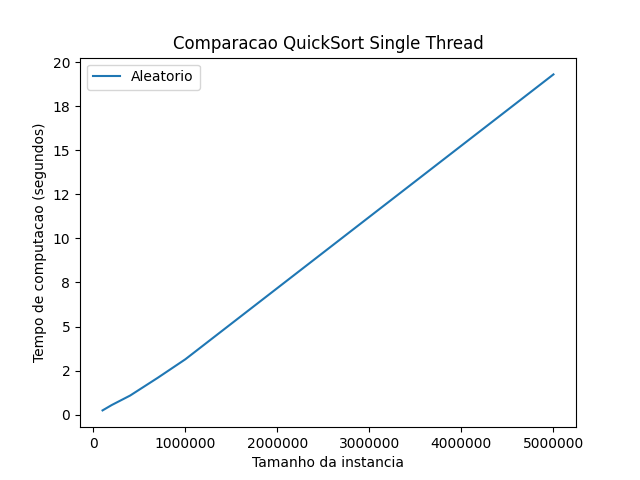 Comparacao QuickSort Single Thread
Aleatorio
Tempo de computacao (segundos)
20
18
15
12
10
8
5
2
0
0 1000000 2000000 3000000 4000000 5000000
Tamanho da instancia